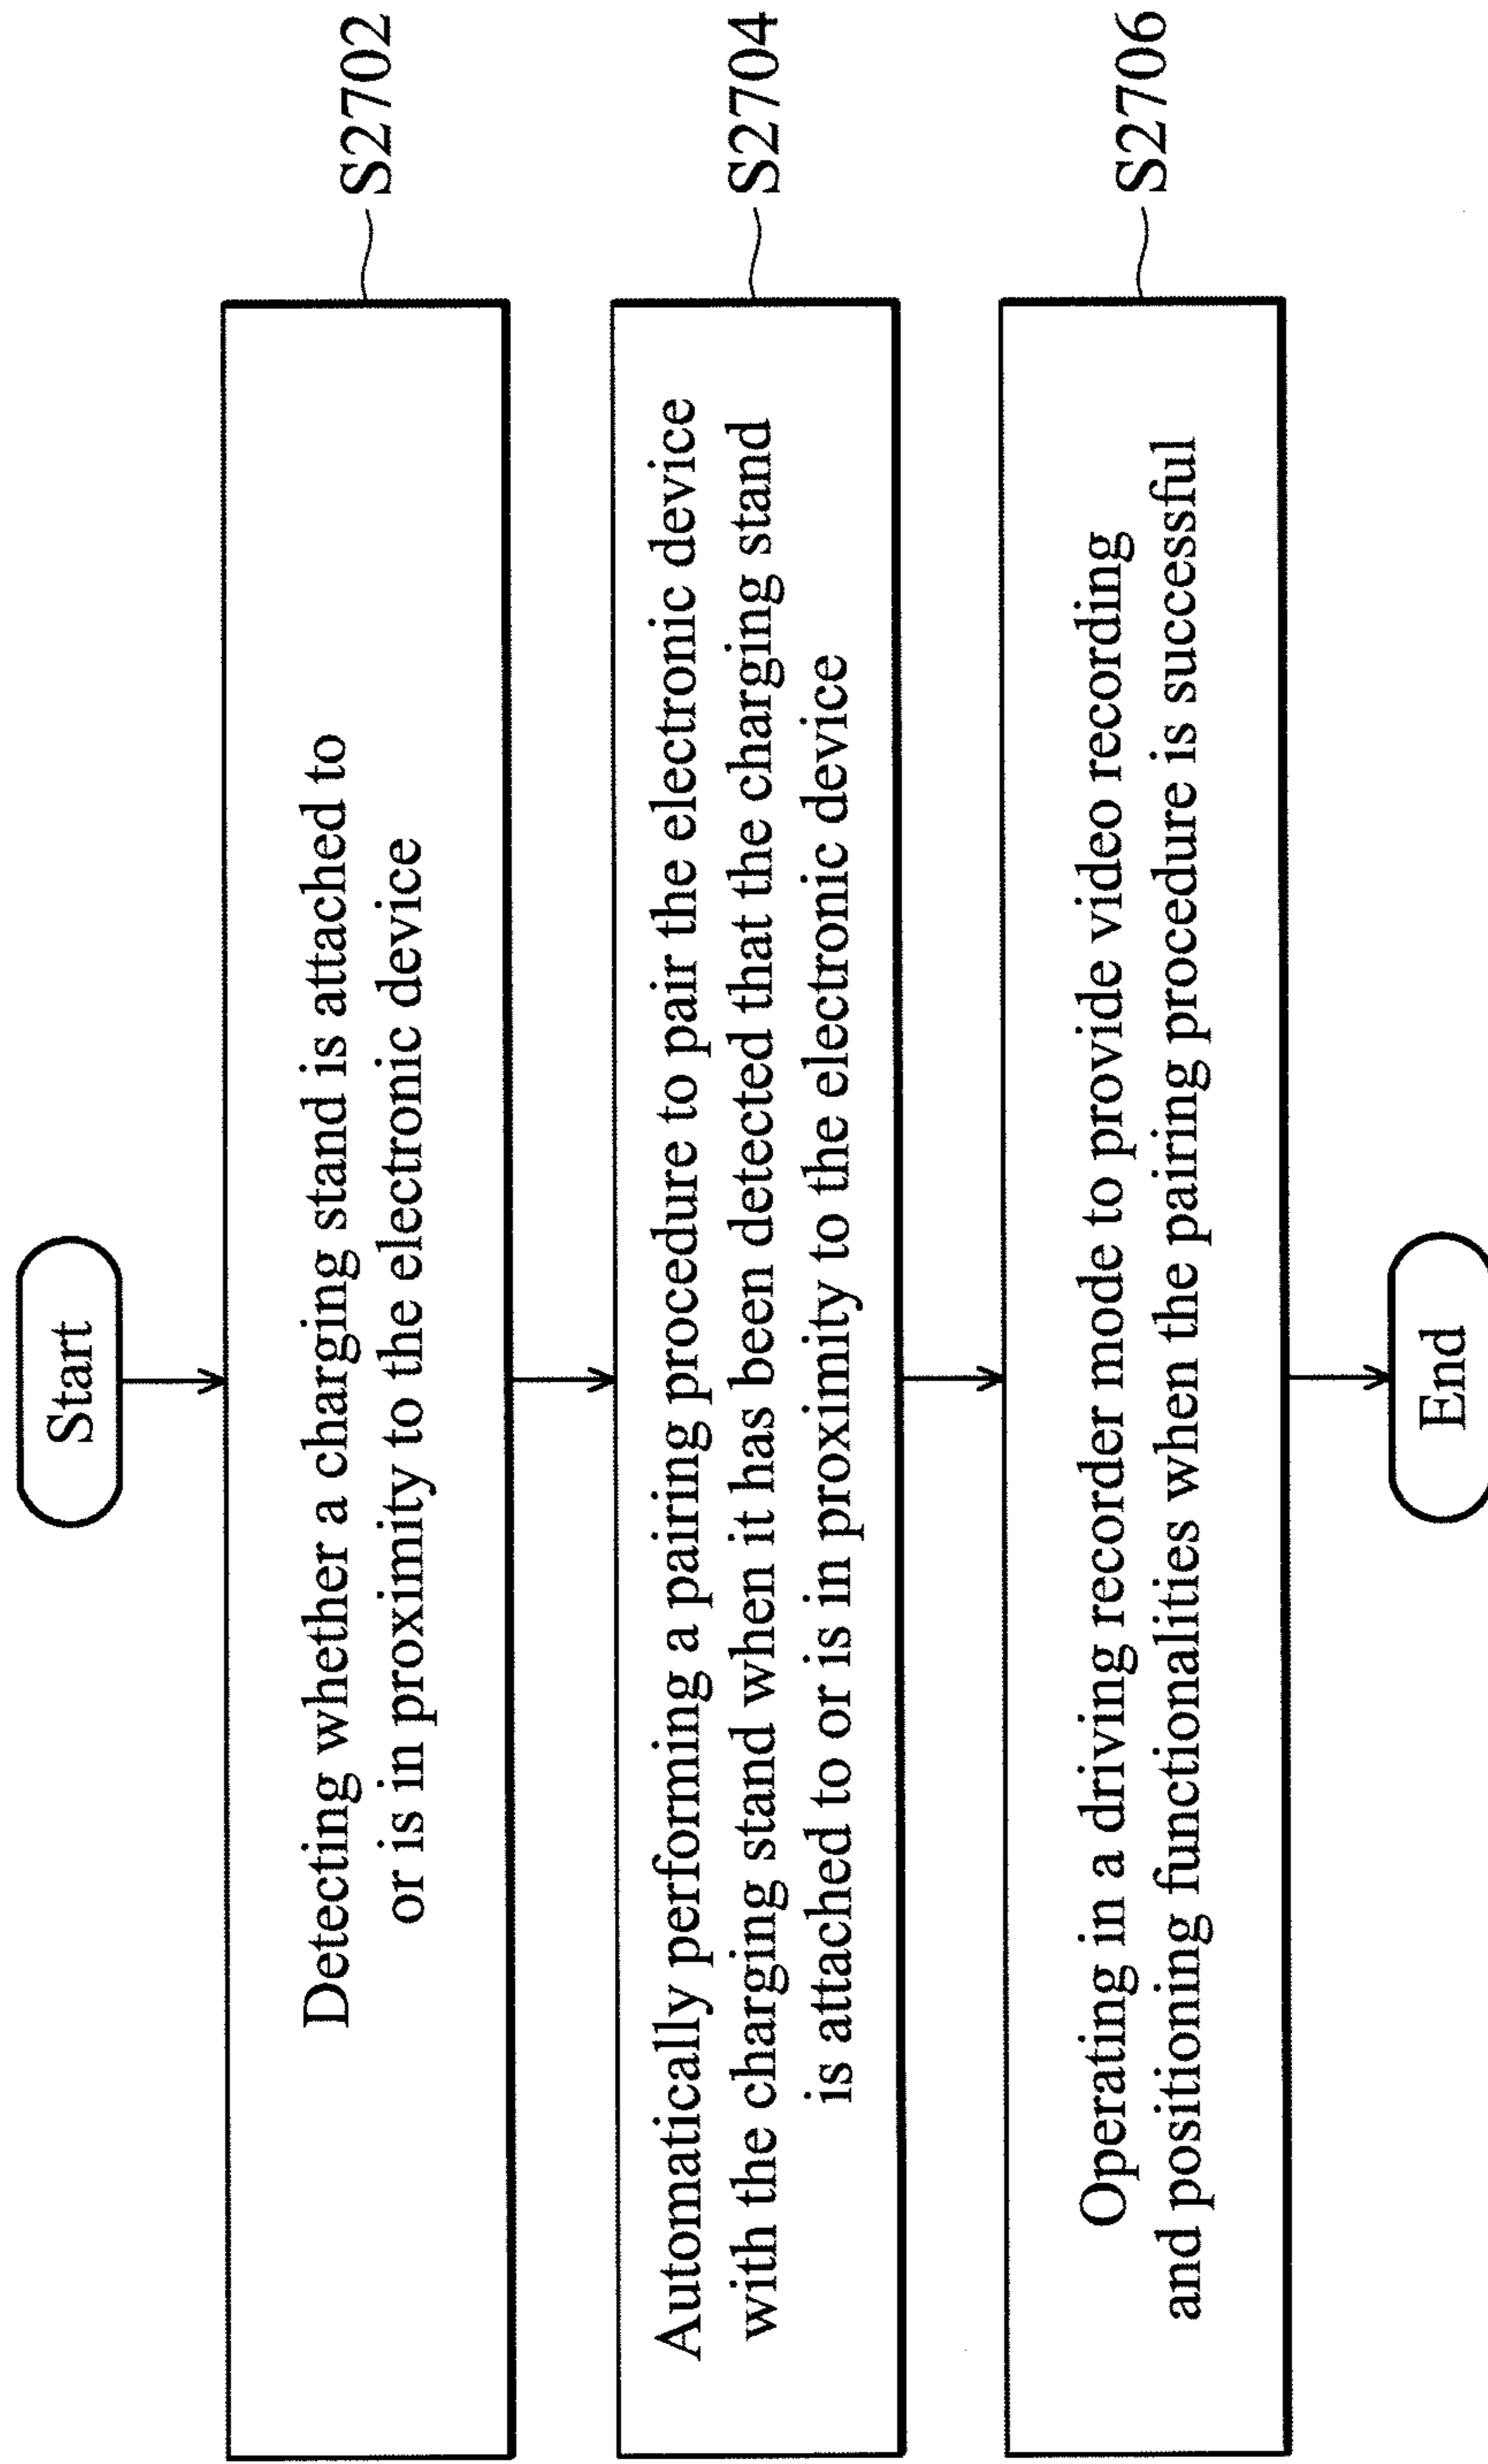 Start
Detecting whether a charging stand is attached to
or is in proximity to the electronic device
S2702
Automatically performing a pairing procedure to pair the electronic device
with the charging stand when it has been detected that the charging stand
is attached to or is in proximity to the electronic device
S2704
Operating in a driving recorder mode to provide video recording
and positioning functionalities when the pairing procedure is successful
S2706
End